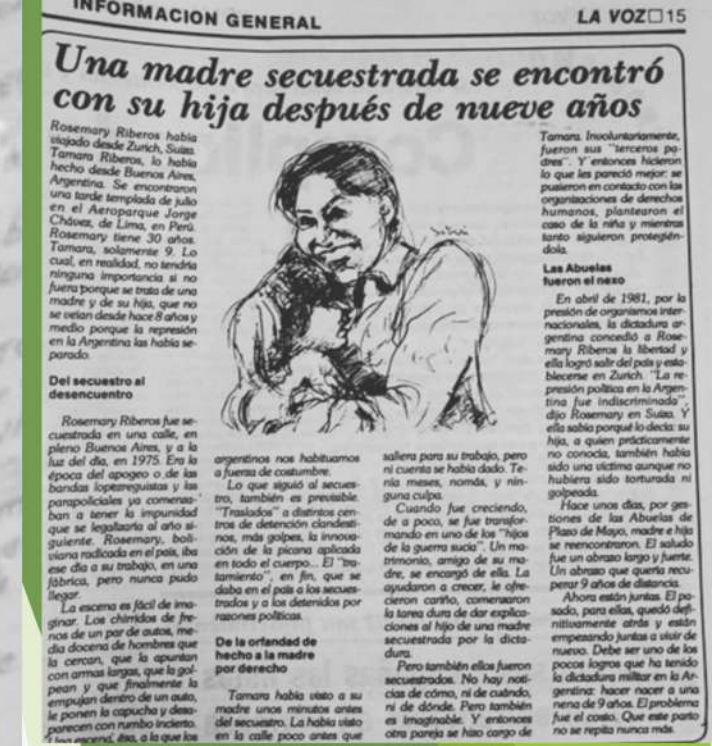 INFORMACION GENERAL
LA VOZ□15
Una madre secuestrada se encontró
con su hija después de nueve años
Rosemary Riberos había
viajado desde Zurich, Suiza.
Tamara Riberos, lo había
hecho desde Buenos Aires,
Argentina. Se encontraron
una tarde templada de julio
en el Aeroparque Jorge
Chávez, de Lima, en Perú.
Rosemary tiene 30 años.
Tamara, solamente 9. Lo
cual, en realidad, no tendría
ninguna importancia si no
fuera porque se trata de una
madre y de su hija, que no
se veían desde hace 8 años y
medio porque la represión
en la Argentina las había se-
parado.
Del secuestro al
desencuentro
Rosemary Riberos fue se-
cuestrada en una calle, en
pleno Buenos Aires, y a la
luz del día, en 1975. Era la
época del apogeo o de las
bandas lopezreguistas y las
parapoliciales ya comenza-
ban a tener la impunidad
que se legalizaría al año si-
guiente. Rosemary, boli-
viana radicada en el país, iba
ese día a su trabajo, en una
fábrica, pero nunca pudo
llegar.
La escena es fácil de ima-
ginar. Los chirridos de fre-
nos de un par de autos, me-
dia docena de hombres que
la cercan, que la apuntan
con armas largas, que la gol-
pean y que finalmente la
empujan dentro de un auto,
le ponen la capucha y desa-
parecen con rumbo incierto.
Una escena, ésa, a la que los
argentinos nos habituamos
a fuerza de costumbre.
Lo que siguió al secues-
tro, también es previsible.
"Traslados" a distintos cen-
tros de detención clandesti-
nos, más golpes, la innova-
ción de la picana aplicada
en todo el cuerpo... El "tra-
tamiento", en fin, que se
daba en el país a los secues-
trados y a los detenidos por
razones políticas.
De la orfandad de
hecho a la madre
por derecho
Tamara había visto a su
madre unos minutos antes
del secuestro. La había visto
en la calle poco antes que
saliera para su trabajo, pero
ni cuenta se había dado. Te-
nía meses, nomás, y nin-
guna culpa.
Cuando fue creciendo,
de a poco, se fue transfor-
mando en uno de los "hijos
de la guerra sucia". Un ma-
trimonio, amigo de su ma-
dre, se encargó de ella. La
ayudaron a crecer, le ofre-
cieron cariño, comenzaron
la tarea dura de dar explica-
ciones al hijo de una madre
secuestrada por la dicta-
dura.
Pero también ellos fueron
secuestrados. No hay noti-
cias de cómo, ni de cuándo,
ni de dónde. Pero también
es imaginable. Y entonces
otra pareja se hizo cargo de
Tamara. Involuntariamente,
fueron sus "terceros pa-
dres". Y entonces hicieron
lo que les pareció mejor: se
pusieron en contacto con las
organizaciones de derechos
humanos, plantearon el
caso de la niña y mientras
tanto siguieron protegién-
dola.
Las Abuelas
fueron el nexo
En abril de 1981, por la
presión de organismos inter-
nacionales, la dictadura ar-
gentina concedió a Rose-
mary Riberos la libertad y
ella logró salir del país y esta-
blecerse en Zurich. "La re-
presión política en la Argen-
tina fue indiscriminada",
dijo Rosemary en Suiza. Y
ella sabía porqué lo decía: su
hija, a quien prácticamente
no conocía, también había
sido una víctima aunque no
hubiera sido torturada ni
golpeada.
Hace unos días, por ges-
tiones de las Abuelas de
Plaza de Mayo, madre e hija
se reencontraron. El saludo
fue un abrazo largo y fuerte.
Un abrazo que quería recu-
perar 9 años de distancia.
Ahora están juntas. El pa-
sado, para ellas, quedó defi-
nitivamente atrás y están
empezando juntas a vivir de
nuevo. Debe ser uno de los
pocos logros que ha tenido
la dictadura militar en la Ar-
gentina: hacer nacer a una
nena de 9 años. El problema
fue el costo. Que este parto
no se repita nunca más.